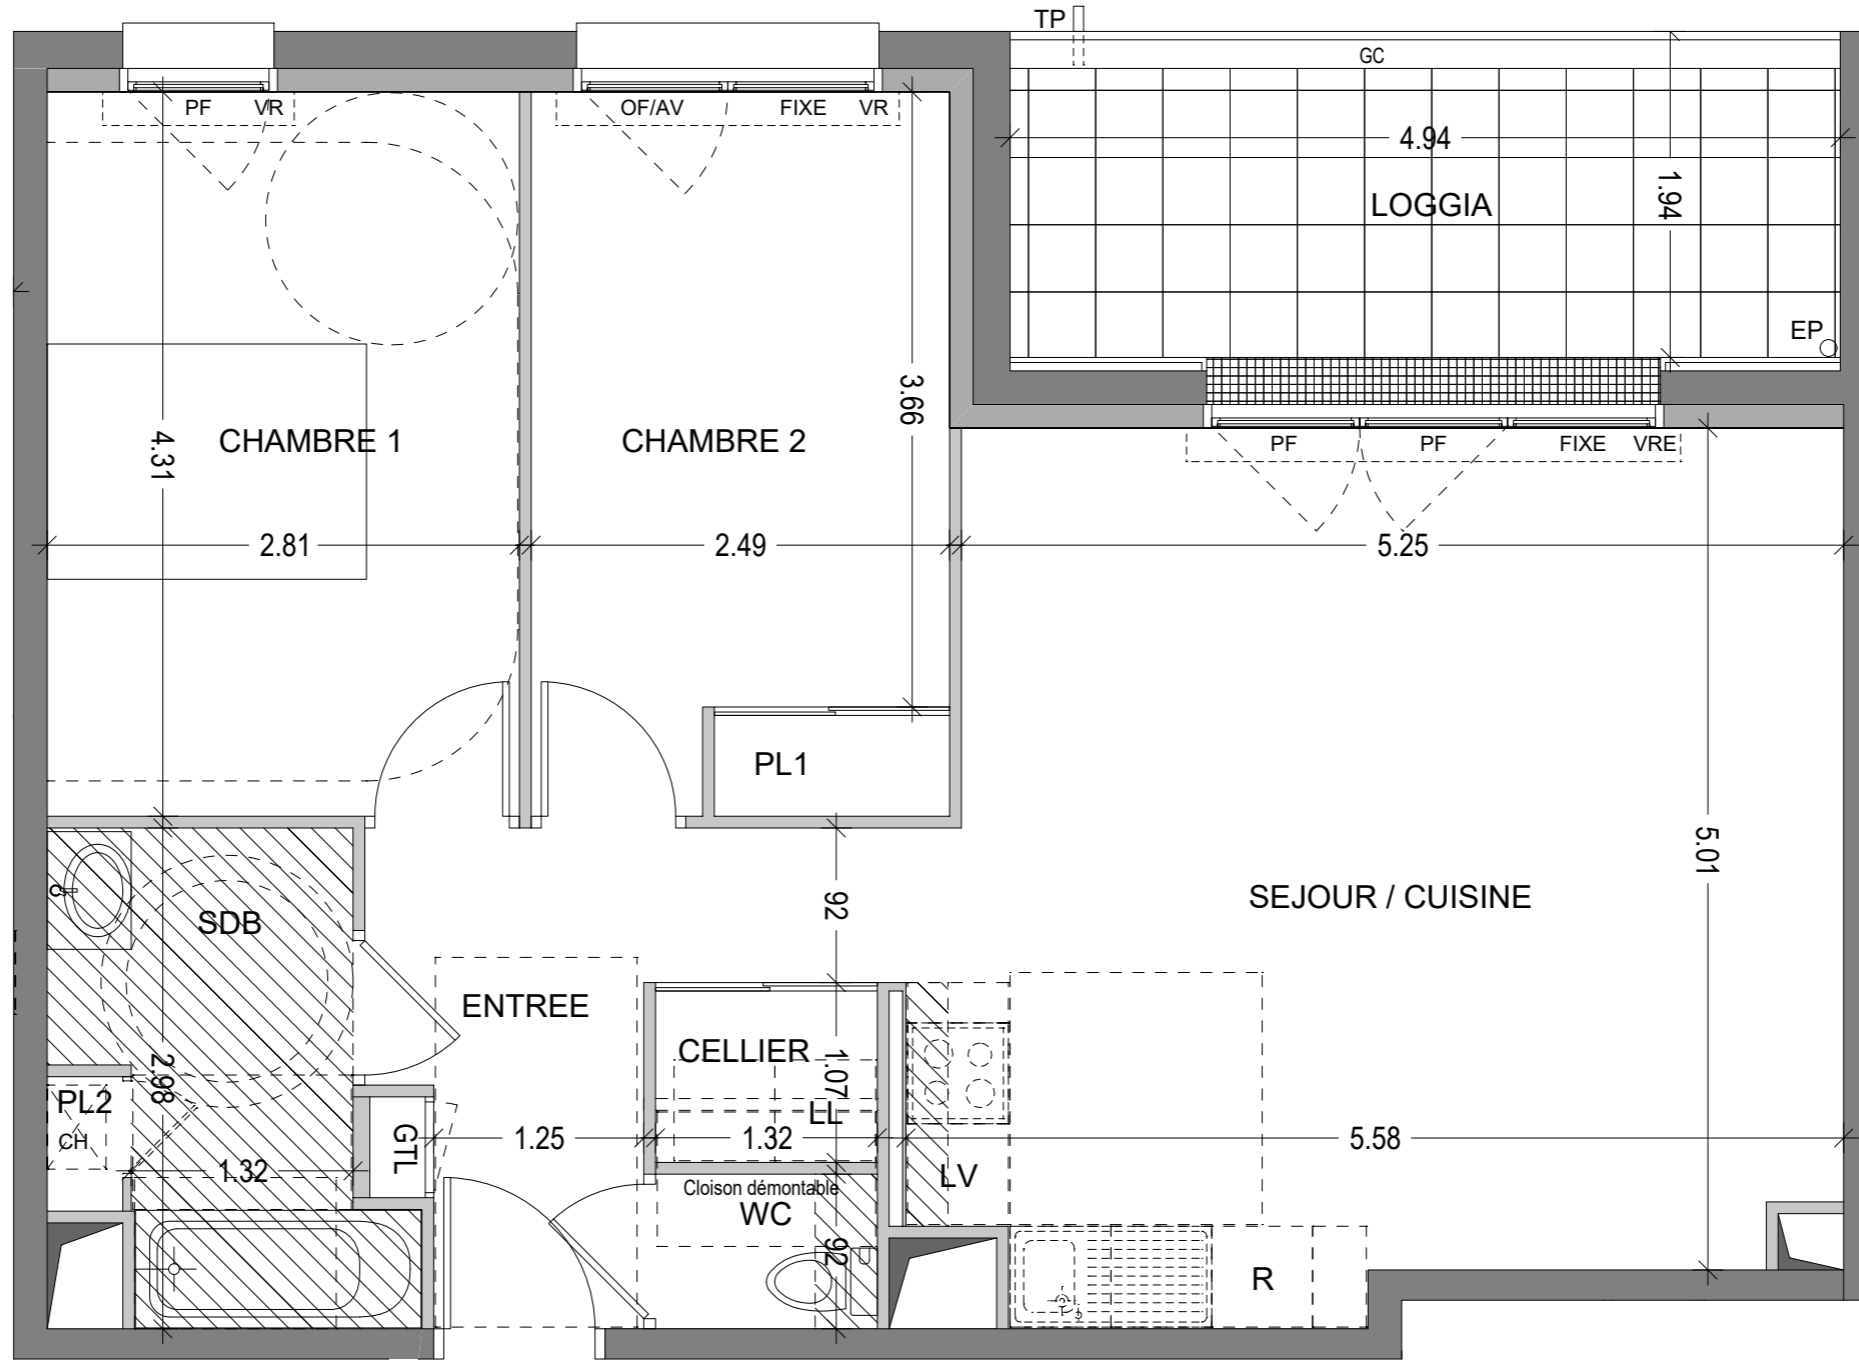 TP
GC
PF VR
OF/AV FIXE VR
4.94
1.94
LOGGIA
EP
3.66
4.31
CHAMBRE 1
CHAMBRE 2
PF PF FIXE VRE
2.81
2.49
5.25
PL1
5.01
92
SEJOUR / CUISINE
SDB
ENTREE
CELLIER
1.07
2.98
PL2
CH
LL
GTL
1.25
1.32
5.58
1.32
LV
Cloison démontable
WC
92
R